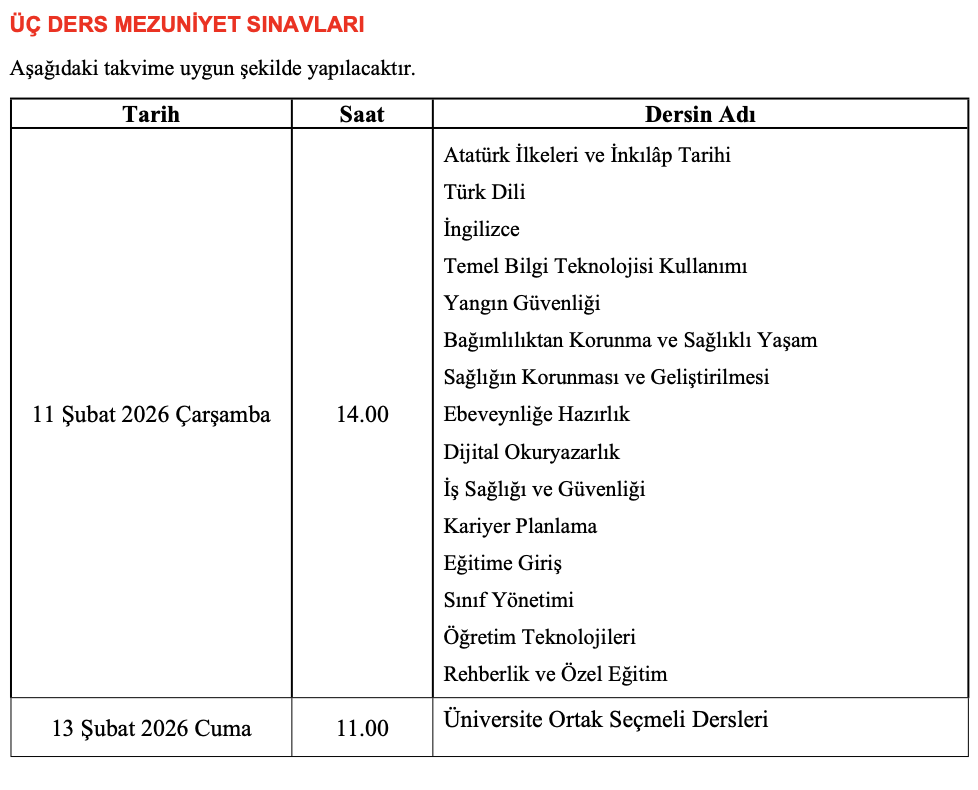 ÜÇ DERS MEZUNİYET SINAVLARI
Aşağıdaki takvime uygun şekilde yapılacaktır.
Tarih Saat Dersin Adı
Atatürk İlkeleri ve İnkılâp Tarihi
Türk Dili
İngilizce
Temel Bilgi Teknolojisi Kullanımı
Yangın Güvenliği
Bağımlılıktan Korunma ve Sağlıklı Yaşam
Sağlığın Korunması ve Geliştirilmesi
11 Şubat 2026 Çarşamba 14.00 Ebeveynliğe Hazırlık
Dijital Okuryazarlık
İş Sağlığı ve Güvenliği
Kariyer Planlama
Eğitime Giriş
Sınıf Yönetimi
Öğretim Teknolojileri
Rehberlik ve Özel Eğitim
13 Şubat 2026 Cuma 11.00 Üniversite Ortak Seçmeli Dersleri